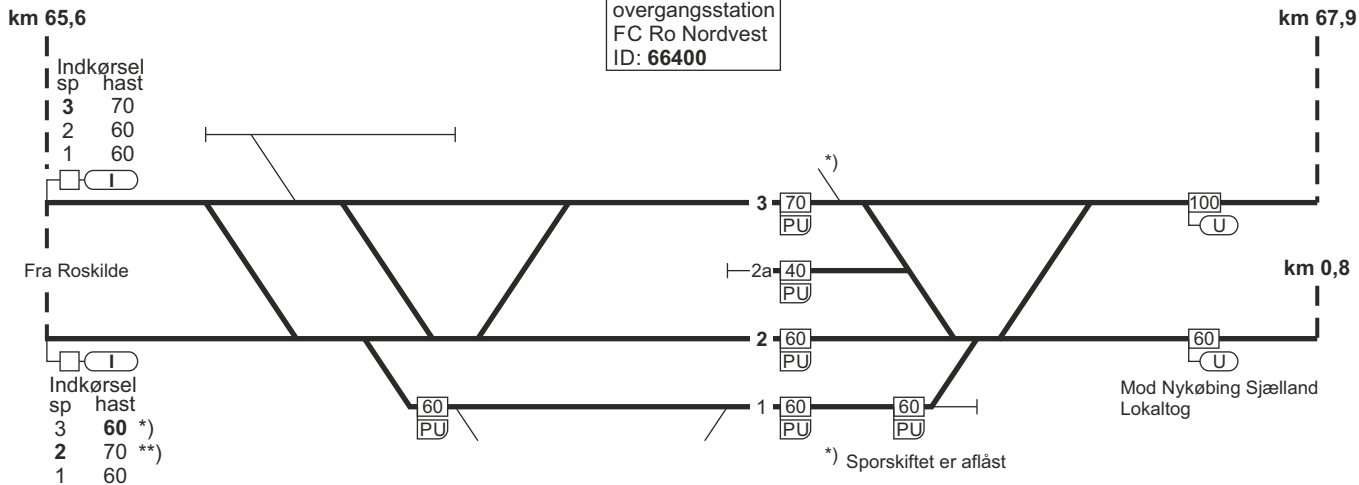 km 65,6
overgangsstation
FC Ro Nordvest
ID: 66400
km 67,9
Indkørsel
sp hast
3 70
2 60
1 60
I
*)
3 70 PU
100
U
Fra Roskilde
2a 40 PU
km 0,8
2 60 PU
60
U
I
Indkørsel
sp hast
3 60 *)
2 70 **)
1 60
60 PU
1 60 PU
60 PU
Mod Nykøbing Sjælland
Lokaltog
*) Sporskiftet er aflåst